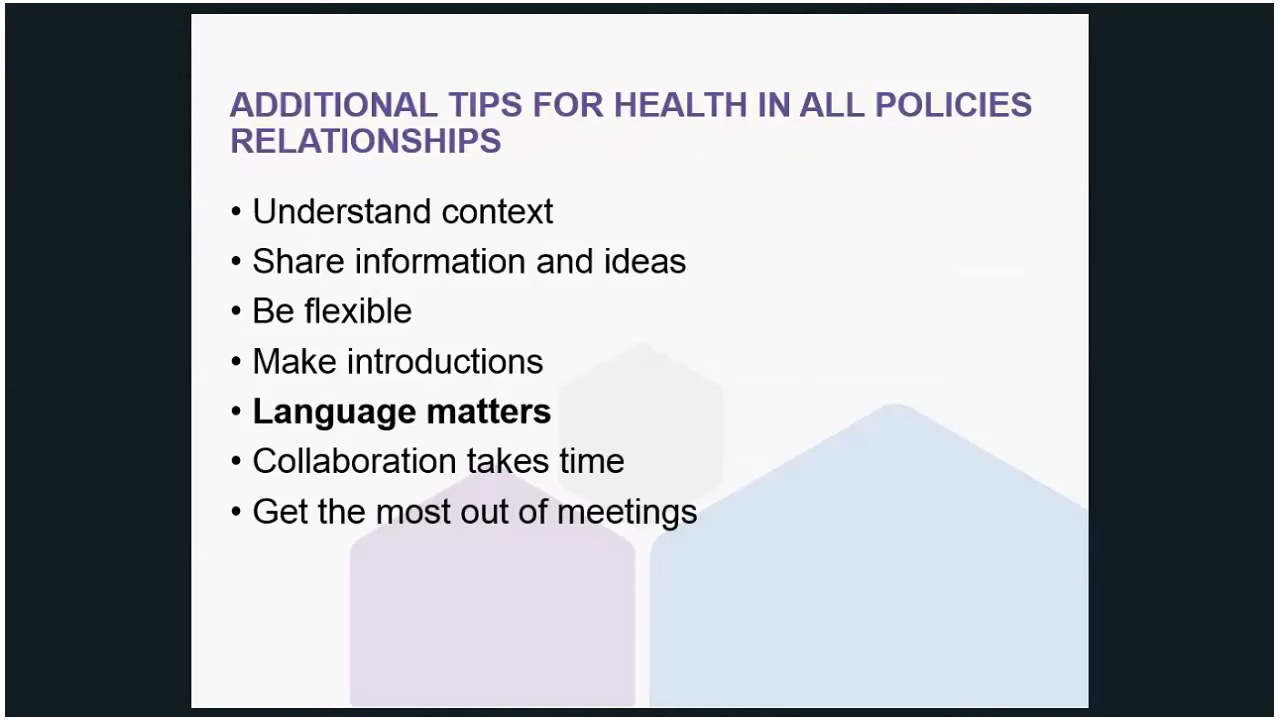 ADDITIONAL TIPS FOR HEALTH IN ALL POLICIES
RELATIONSHIPS
• Understand context
• Share information and ideas
• Be flexible
• Make introductions
• Language matters
• Collaboration takes time
• Get the most out of meetings